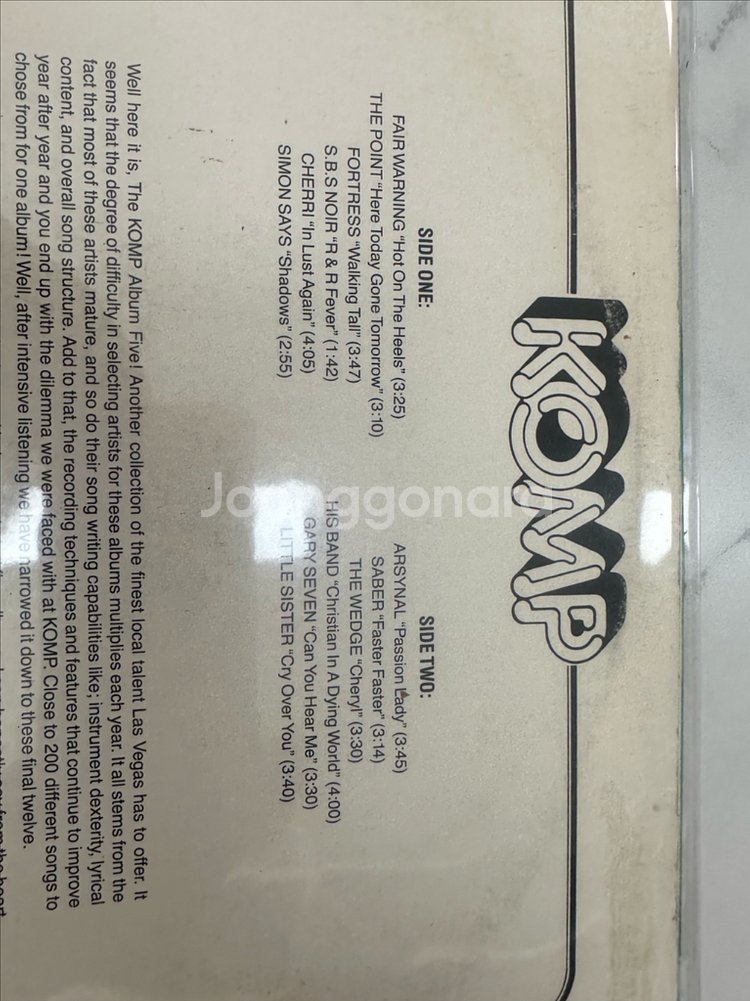 KOMP
SIDE ONE:
FAIR WARNING "Hot On The Heels" (3:25)
THE POINT "Here Today Gone Tomorrow" (3:10)
FORTRESS "Walking Tall" (3:47)
S.B.S NOIR "R & R Fever" (1:42)
CHERRI "In Lust Again" (4:05)
SIMON SAYS "Shadows" (2:55)
SIDE TWO:
ARSYNAL "Passion Lady" (3:45)
SABER "Faster Faster" (3:14)
THE WEDGE "Cheryl" (3:30)
HIS BAND "Christian In A Dying World" (4:00)
GARY SEVEN "Can You Hear Me" (3:30)
LITTLE SISTER "Cry Over You" (3:40)
Well here it is, The KOMP Album Five! Another collection of the finest local talent Las Vegas has to offer. It
seems that the degree of difficulty in selecting artists for these albums multiplies each year. It all stems from the
fact that most of these artists mature, and so do their song writing capabilities like; instrument dexterity, lyrical
content, and overall song structure. Add to that, the recording techniques and features that continue to improve
year after year and you end up with the dilemma we were faced with at KOMP. Close to 200 different songs to
chose from for one album! Well, after intensive listening we have narrowed it down to these final twelve.